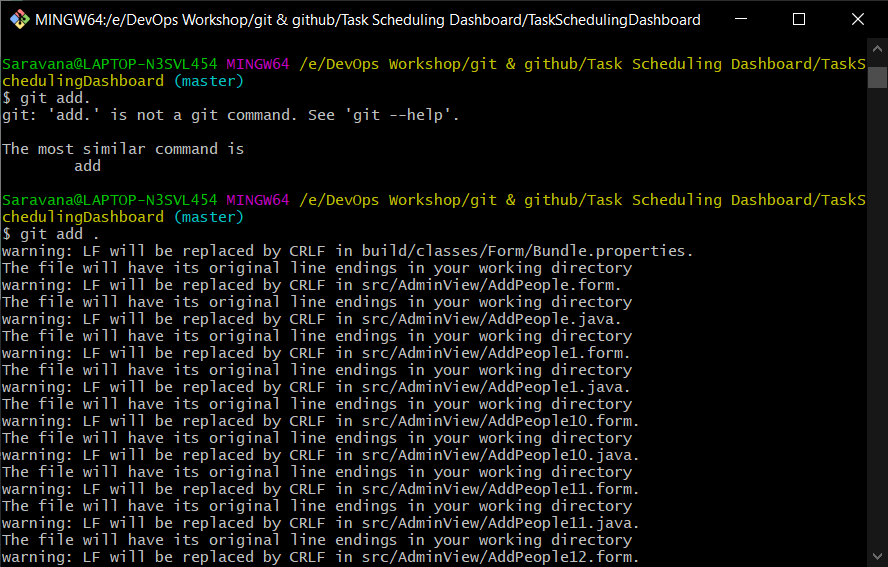 MINGW64:/e/DevOps Workshop/git & github/Task Scheduling Dashboard/TaskSchedulingDashboard
Saravana@LAPTOP-N3SVL454 MINGW64 /e/DevOps Workshop/git & github/Task Scheduling Dashboard/TaskS
chedulingDashboard (master)
$ git add.
git: 'add.' is not a git command. See 'git --help'.
The most similar command is
add
Saravana@LAPTOP-N3SVL454 MINGW64 /e/DevOps Workshop/git & github/Task Scheduling Dashboard/TaskS
chedulingDashboard (master)
$ git add .
warning: LF will be replaced by CRLF in build/classes/Form/Bundle.properties.
The file will have its original line endings in your working directory
warning: LF will be replaced by CRLF in src/AdminView/AddPeople.form.
The file will have its original line endings in your working directory
warning: LF will be replaced by CRLF in src/AdminView/AddPeople.java.
The file will have its original line endings in your working directory
warning: LF will be replaced by CRLF in src/AdminView/AddPeople1.form.
The file will have its original line endings in your working directory
warning: LF will be replaced by CRLF in src/AdminView/AddPeople1.java.
The file will have its original line endings in your working directory
warning: LF will be replaced by CRLF in src/AdminView/AddPeople10.form.
The file will have its original line endings in your working directory
warning: LF will be replaced by CRLF in src/AdminView/AddPeople10.java.
The file will have its original line endings in your working directory
warning: LF will be replaced by CRLF in src/AdminView/AddPeople11.form.
The file will have its original line endings in your working directory
warning: LF will be replaced by CRLF in src/AdminView/AddPeople11.java.
The file will have its original line endings in your working directory
warning: LF will be replaced by CRLF in src/AdminView/AddPeople12.form.